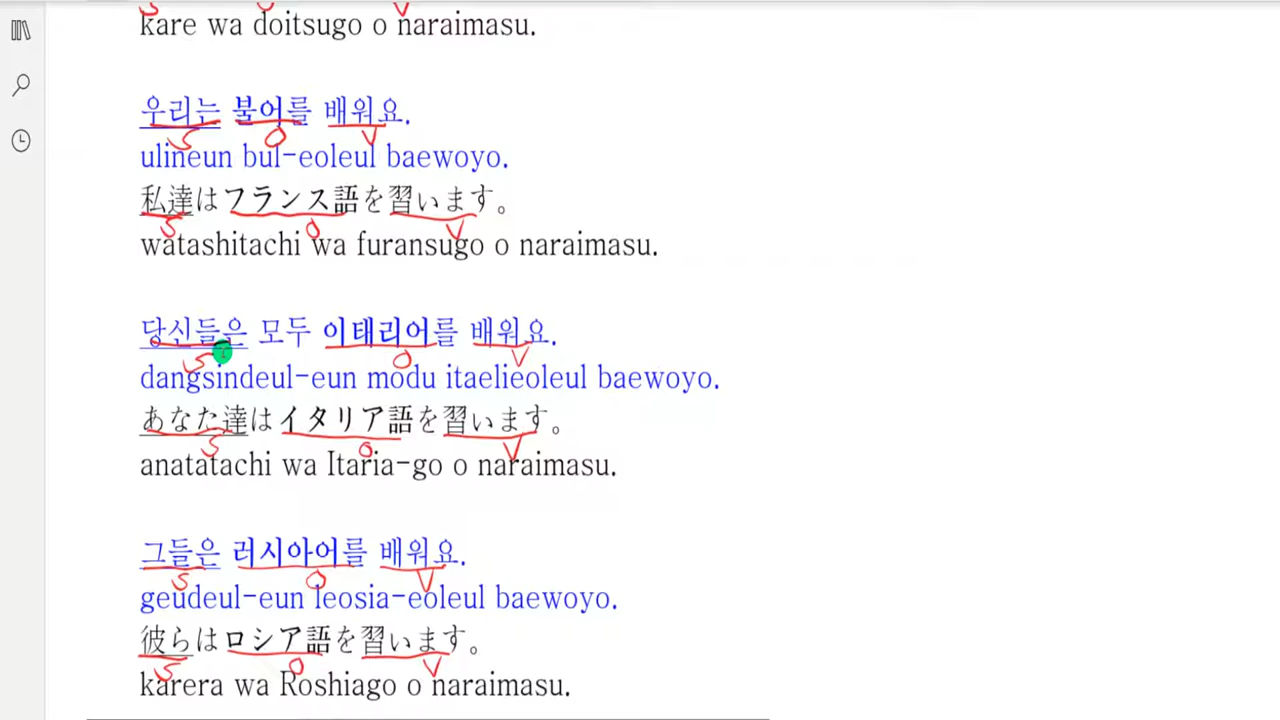 S O V
kare wa doitsugo o naraimasu.
우리는 불어를 배워요.
S O V
ulineun bul-eoleul baewoyo.
私達はフランス語を習います。
S O V
watashitachi wa furansugo o naraimasu.
당신들은 모두 이태리어를 배워요.
S O V
dangsindeul-eun modu itaelieoleul baewoyo.
あなた達はイタリア語を習います。
S O V
anatatachi wa Itaria-go o naraimasu.
그들은 러시아어를 배워요.
S O V
geudeul-eun leosia-eoleul baewoyo.
彼らはロシア語を習います。
S O V
karera wa Roshiago o naraimasu.